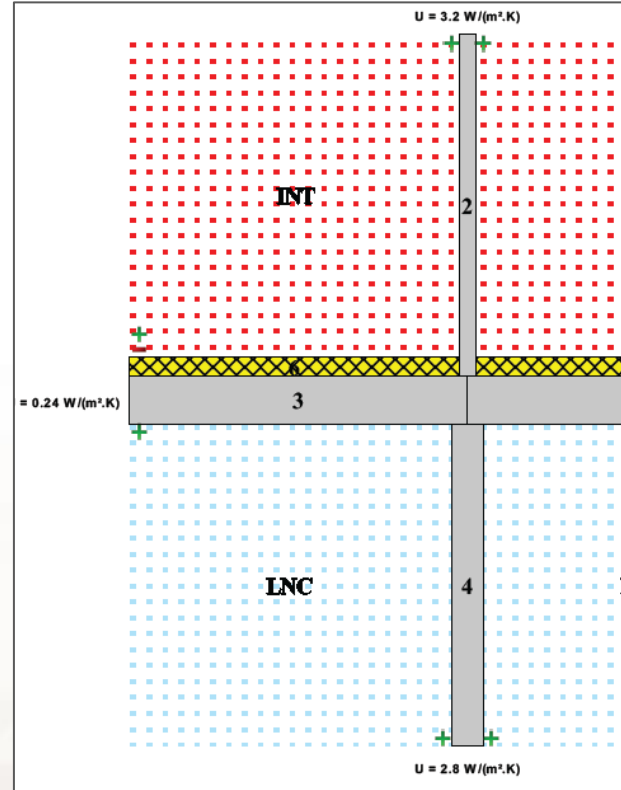 U = 3.2 W/(m².K)
INT
2
6
= 0.24 W/(m².K)
3
LNC
4
U = 2.8 W/(m².K)